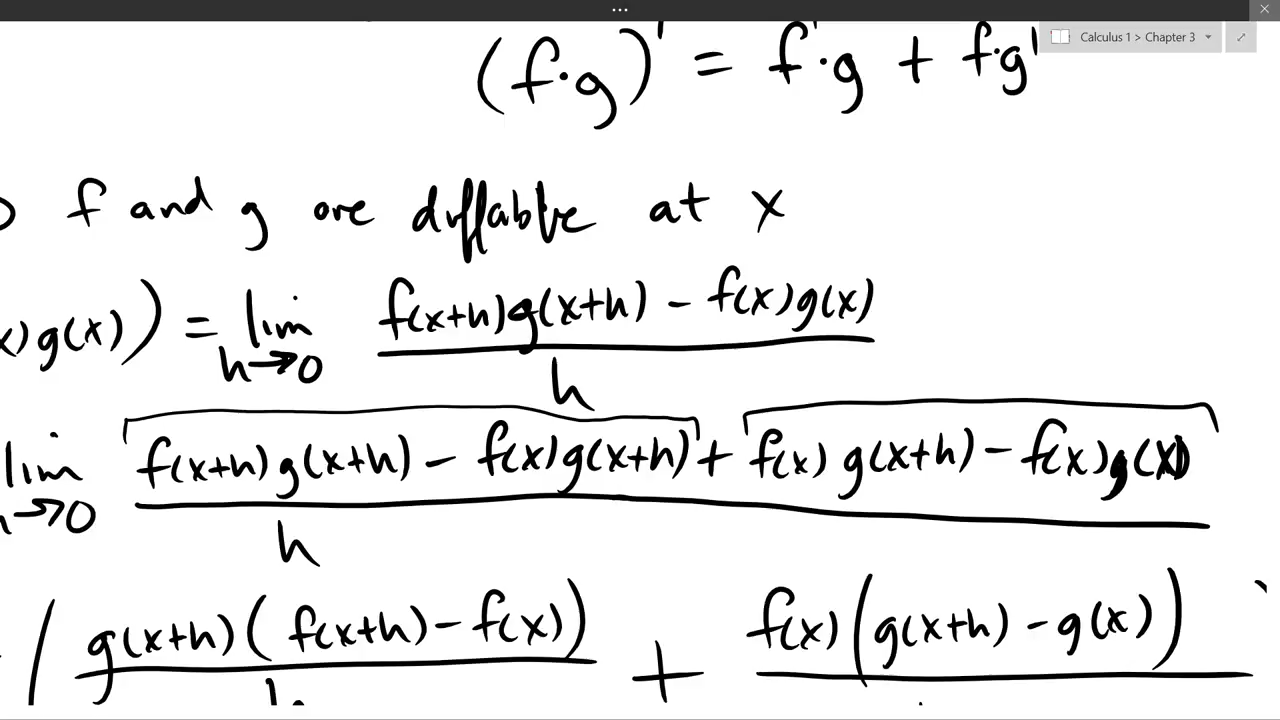 Calculus 1 > Chapter 3
(f·g)' = f'·g + f·g'
f and g are diffable at x
g(x)) = lim h→0 f(x+h)g(x+h) - f(x)g(x)
h
lim →0 f(x+h)g(x+h) - f(x)g(x+h) + f(x)g(x+h) - f(x)g(x)
h
( g(x+h)(f(x+h) - f(x)) + f(x)(g(x+h) - g(x))